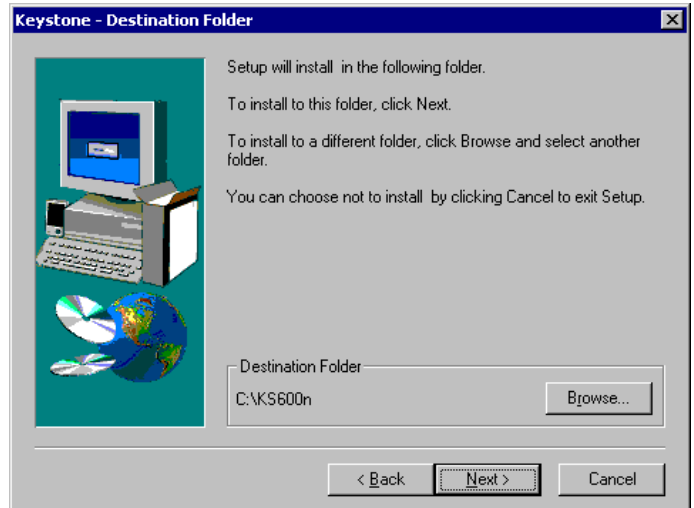 Keystone - Destination Folder
Setup will install  in the following folder.
To install to this folder, click Next.
To install to a different folder, click Browse and select another
folder.
You can choose not to install  by clicking Cancel to exit Setup.
Destination Folder
C:\KS600n
Browse...
< Back
Next >
Cancel